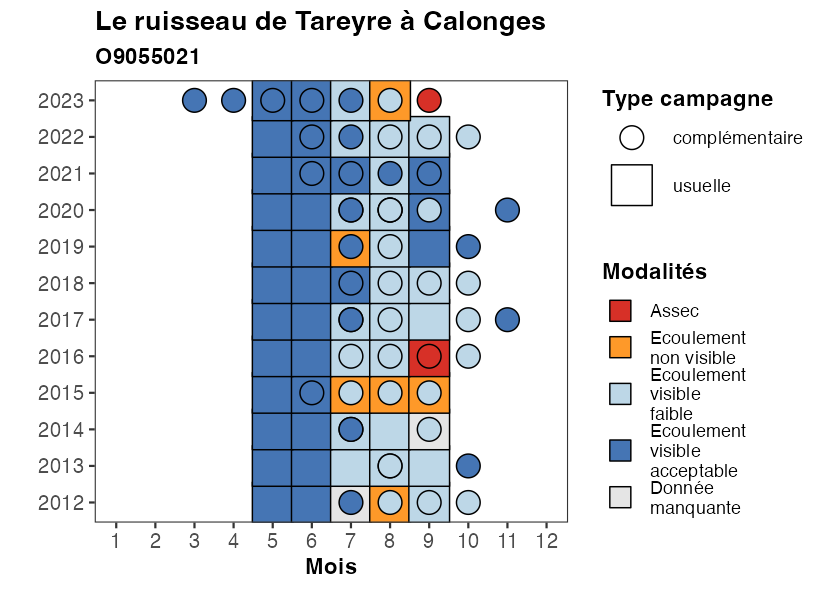 Le ruisseau de Tareyre à Calonges
O9055021
2023
2022
2021
2020
2019
2018
2017
2016
2015
2014
2013
2012
1 2 3 4 5 6 7 8 9 10 11 12
Mois
Type campagne
complémentaire
usuelle
Modalités
Assec
Ecoulement
non visible
Ecoulement
visible
faible
Ecoulement
visible
acceptable
Donnée
manquante